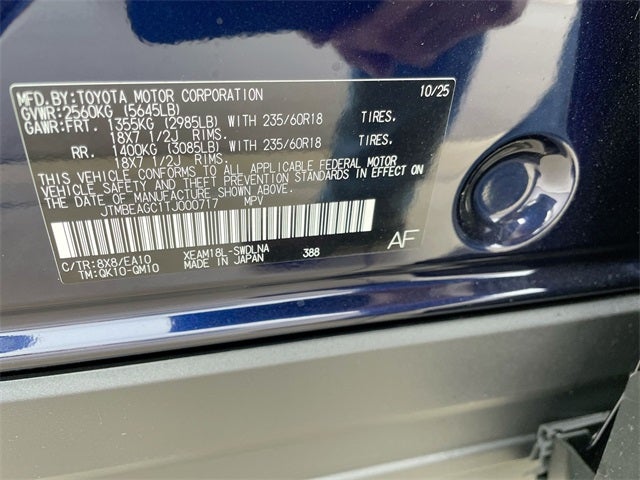 MFD.BY:TOYOTA MOTOR CORPORATION 10/25
GVWR:2560KG (5645LB)
GAWR:FRT. 1355KG (2985LB) WITH 235/60R18 TIRES.
18X7 1/2J RIMS.
RR. 1400KG (3085LB) WITH 235/60R18 TIRES.
18X7 1/2J RIMS.
THIS VEHICLE CONFORMS TO ALL APPLICABLE FEDERAL MOTOR
VEHICLE SAFETY AND THEFT PREVENTION STANDARDS IN EFFECT ON
THE DATE OF MANUFACTURE SHOWN ABOVE.
JTMBEAGC1TJ000717 MPV
C/TR:8X8/EA10 XEAM18L-SWDLNA 388 AF
TM:QK10-QM10 MADE IN JAPAN